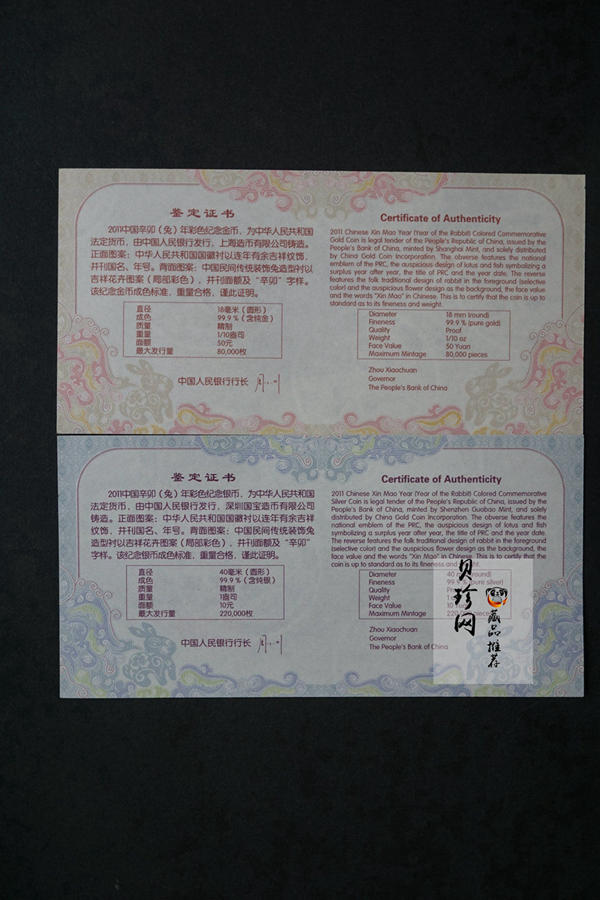 鉴定证书
2011中国辛卯（兔）年彩色纪念金币，为中华人民共和国
法定货币，由中国人民银行发行，上海造币有限公司铸造。
正面图案：中华人民共和国国徽衬以连年有余吉祥纹饰，
并刊国名、年号。背面图案：中国民间传统装饰兔造型衬以
吉祥花卉图案（局部彩色），并刊面额及“辛卯”字样。
该纪念金币成色标准，重量合格，谨此证明。
直径 18毫米（圆形）
成色 99.9％（含纯金）
质量 精制
重量 1/10盎司
面额 50元
最大发行量 80,000枚
中国人民银行行长
Certificate of Authenticity
2011 Chinese Xin Mao Year (Year of the Rabbit) Colored Commemorative
Gold Coin is legal tender of the People's Republic of China, issued by the
People's Bank of China, minted by Shanghai Mint, and solely distributed
by China Gold Coin Incorporation. The obverse features the national
emblem of the PRC, the auspicious design of lotus and fish symbolizing a
surplus year after year, the title of PRC and the year date. The reverse
features the folk traditional design of rabbit in the foreground (selective
color) and the auspicious flower design as the background, the face value
and the words "Xin Mao" in Chinese. This is to certify that the coin is up to
standard as to its fineness and weight.
Diameter 18 mm (round)
Fineness 99.9% (pure gold)
Quality Proof
Weight 1/10 oz
Face Value 50 Yuan
Maximum Mintage 80,000 pieces
Zhou Xiaochuan
Governor
The People's Bank of China
鉴定证书
2011中国辛卯（兔）年彩色纪念银币，为中华人民共和国
法定货币，由中国人民银行发行，深圳国宝造币有限公司
铸造。正面图案：中华人民共和国国徽衬以连年有余吉祥
纹饰，并刊国名、年号。背面图案：中国民间传统装饰兔
造型衬以吉祥花卉图案（局部彩色），并刊面额及“辛卯”
字样。该纪念银币成色标准，重量合格，谨此证明。
直径 40毫米（圆形）
成色 99.9％（含纯银）
质量 精制
重量 1盎司
面额 10元
最大发行量 220,000枚
中国人民银行行长
Certificate of Authenticity
2011 Chinese Xin Mao Year (Year of the Rabbit) Colored Commemorative
Silver Coin is legal tender of the People's Republic of China, issued by the
People's Bank of China, minted by Shenzhen Guobao Mint, and solely
distributed by China Gold Coin Incorporation. The obverse features the
national emblem of the PRC, the auspicious design of lotus and fish
symbolizing a surplus year after year, the title of PRC and the year date.
The reverse features the folk traditional design of rabbit in the foreground
(selective color) and the auspicious flower design as the background, the
face value and the words "Xin Mao" in Chinese. This is to certify that the
coin is up to standard as to its fineness and weight.
Diameter 40 mm (round)
Fineness 99.9% (pure silver)
Quality
Weight
Face Value 10 Yuan
Maximum Mintage 220,000 pieces
Zhou Xiaochuan
Governor
The People's Bank of China
贝珍网
藏品推荐